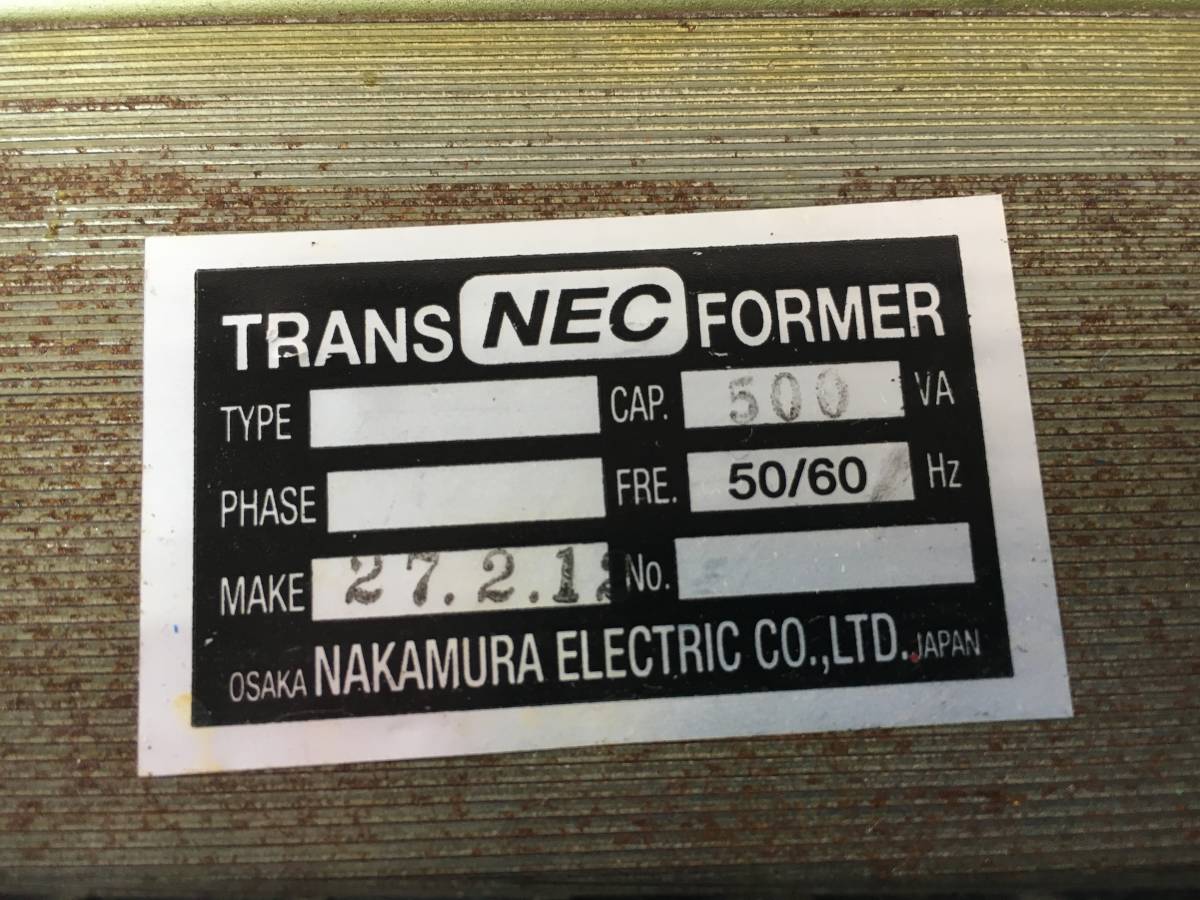 TRANS NEC FORMER
TYPE CAP. 500 VA
PHASE FRE. 50/60 Hz
MAKE 27.2.12 No.
OSAKA NAKAMURA ELECTRIC CO.,LTD. JAPAN